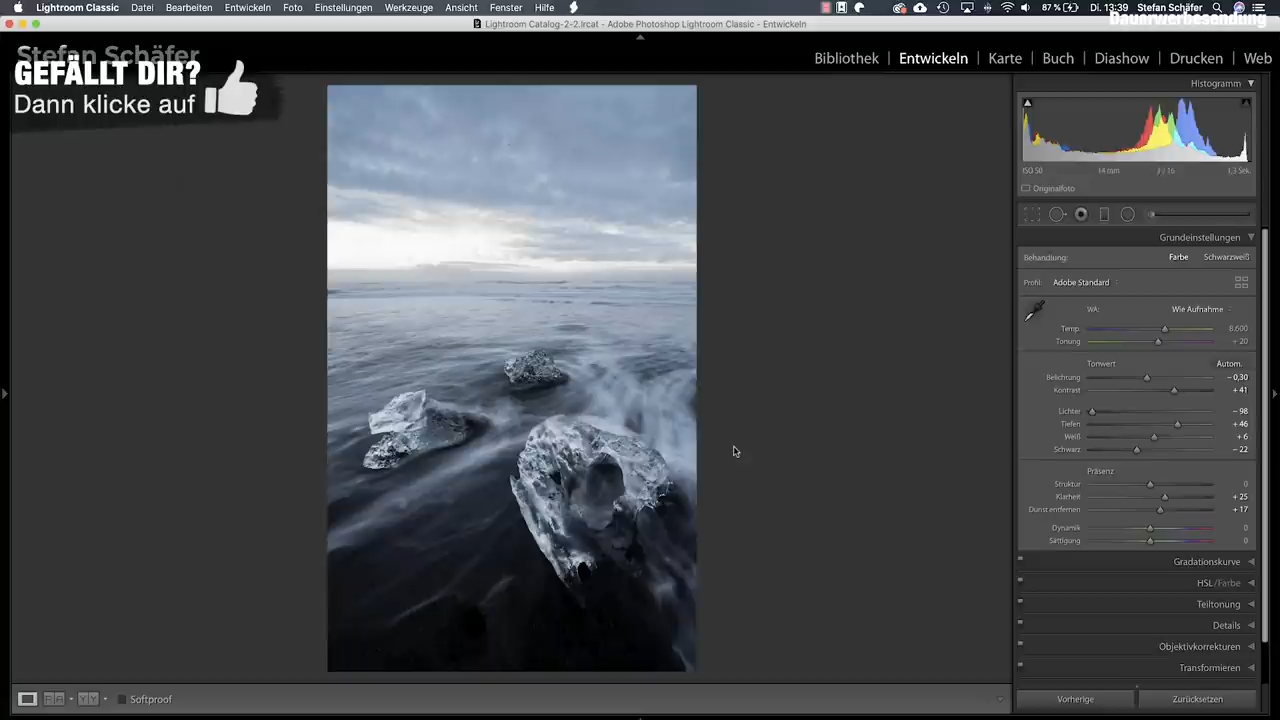 Lightroom Classic Datei Bearbeiten Entwickeln Foto Einstellungen Werkzeuge Ansicht Fenster Hilfe 87 % Di. 13:39 Stefan Schäfer
Lightroom Catalog-2-2.lrcat - Adobe Photoshop Lightroom Classic - Entwickeln
Dauerwerbesendung
Stefan Schäfer
GEFÄLLT DIR?
Dann klicke auf
Bibliothek | Entwickeln | Karte | Buch | Diashow | Drucken | Web
Histogramm
ISO 50 14 mm f / 16 1,3 Sek.
Originalfoto
Grundeinstellungen
Behandlung: Farbe Schwarzweiß
Profil: Adobe Standard
WA: Wie Aufnahme
Temp. 8.600
Tonung + 20
Tonwert Autom.
Belichtung − 0,30
Kontrast + 41
Lichter − 98
Tiefen + 46
Weiß + 6
Schwarz − 22
Präsenz
Struktur 0
Klarheit + 25
Dunst entfernen + 17
Dynamik 0
Sättigung 0
Gradationskurve
HSL/Farbe
Teiltonung
Details
Objektivkorrekturen
Transformieren
Softproof
Vorherige Zurücksetzen